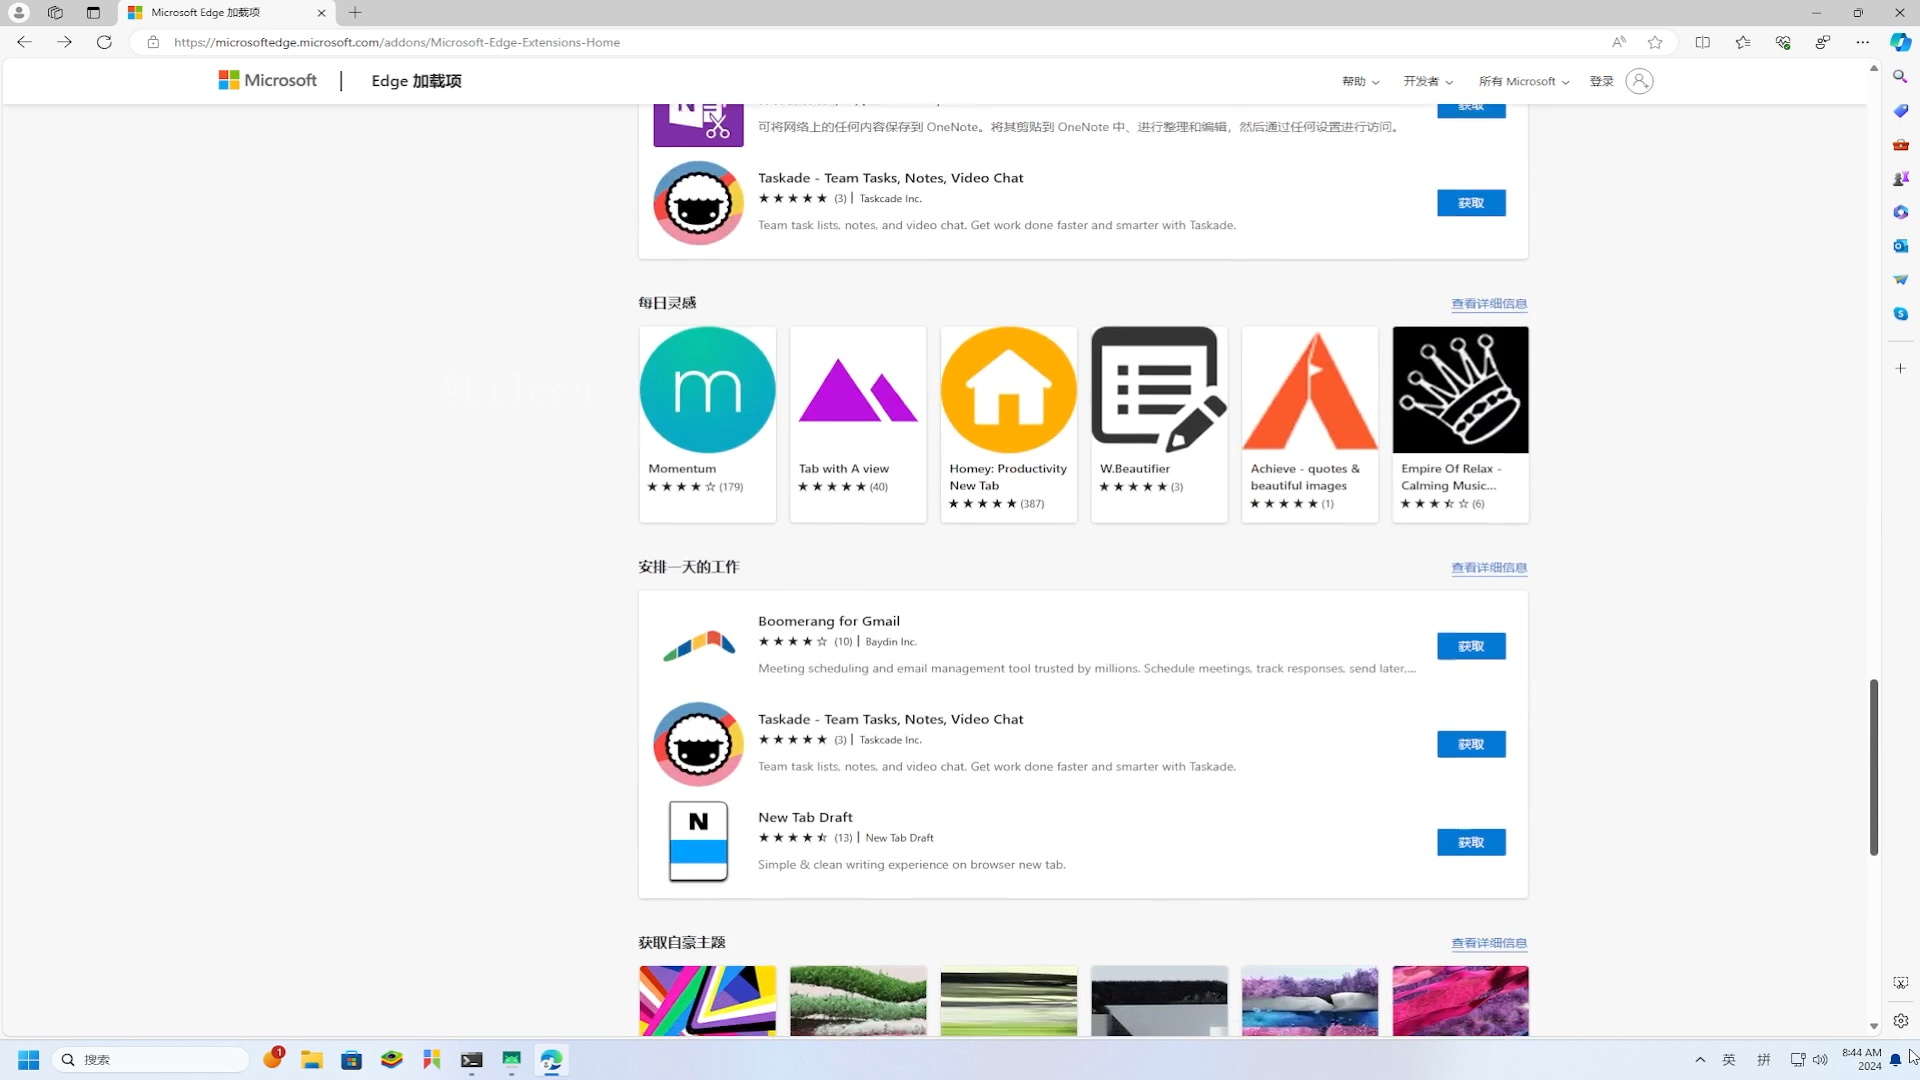 Microsoft Edge 加载项
https://microsoftedge.microsoft.com/addons/Microsoft-Edge-Extensions-Home
Microsoft | Edge 加载项
帮助
开发者
所有 Microsoft
登录
可将网络上的任何内容保存到 OneNote。将其剪贴到 OneNote 中、进行整理和编辑，然后通过任何设置进行访问。
获取
Taskade - Team Tasks, Notes, Video Chat
★★★★★ (3) | Taskcade Inc.
Team task lists, notes, and video chat. Get work done faster and smarter with Taskade.
获取
每日灵感
查看详细信息
m
Momentum
★★★★☆ (179)
Tab with A view
★★★★★ (40)
Homey: Productivity
New Tab
★★★★★ (387)
W.Beautifier
★★★★★ (3)
Achieve - quotes &
beautiful images
★★★★★ (1)
Empire Of Relax -
Calming Music...
(6)
安排一天的工作
查看详细信息
Boomerang for Gmail
★★★★☆ (10) | Baydin Inc.
Meeting scheduling and email management tool trusted by millions. Schedule meetings, track responses, send later,...
获取
Taskade - Team Tasks, Notes, Video Chat
★★★★★ (3) | Taskcade Inc.
Team task lists, notes, and video chat. Get work done faster and smarter with Taskade.
获取
N
New Tab Draft
(13) | New Tab Draft
Simple & clean writing experience on browser new tab.
获取
获取自豪主题
查看详细信息
搜索
1
英
拼
8:44 AM
2024